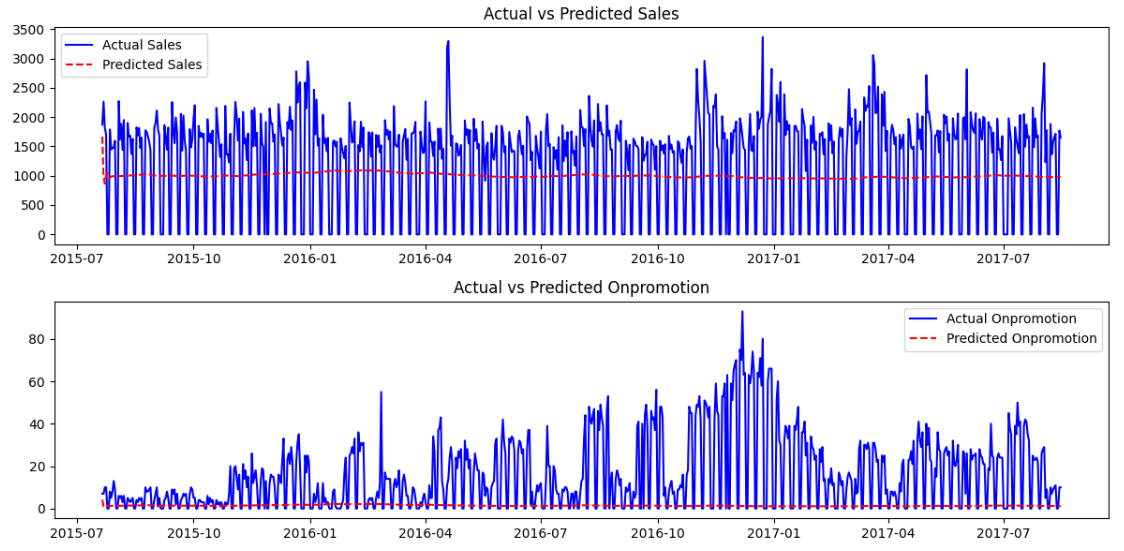 Actual vs Predicted Sales
3500
3000
2500
2000
1500
1000
500
0
Actual Sales
Predicted Sales
2015-07 2015-10 2016-01 2016-04 2016-07 2016-10 2017-01 2017-04 2017-07
Actual vs Predicted Onpromotion
80
60
40
20
0
Actual Onpromotion
Predicted Onpromotion
2015-07 2015-10 2016-01 2016-04 2016-07 2016-10 2017-01 2017-04 2017-07